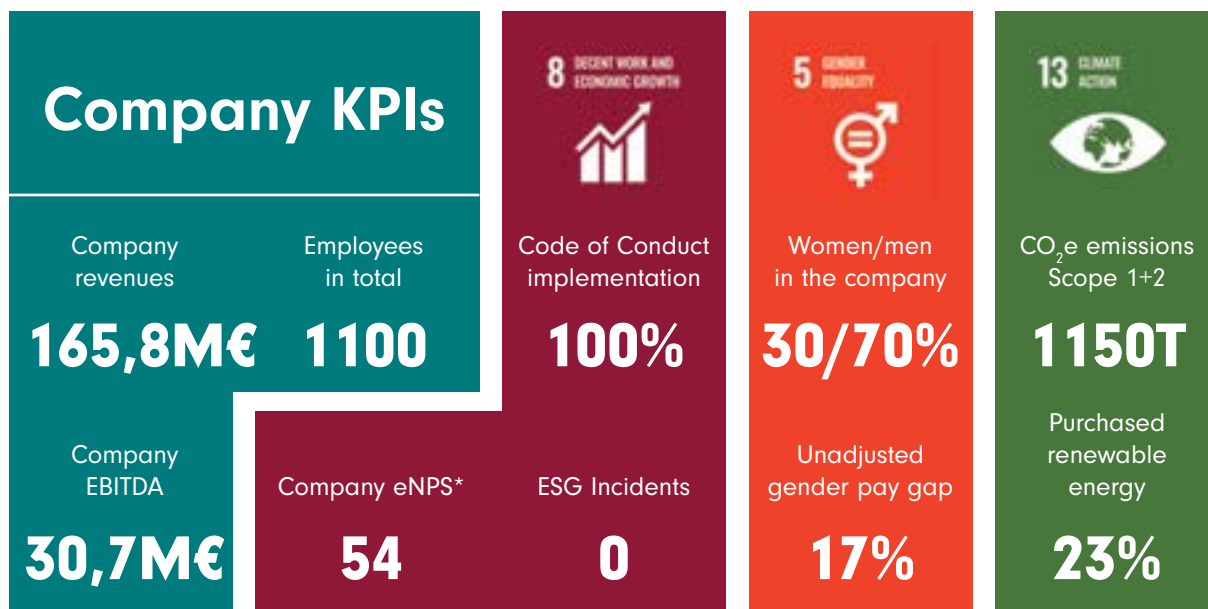 Company KPIs
Company
revenues
165,8M€
Employees
in total
1100
Company
EBITDA
30,7M€
8 DECENT WORK AND
ECONOMIC GROWTH
Code of Conduct
implementation
100%
Company eNPS*
54
ESG Incidents
0
5 GENDER
EQUALITY
Women/men
in the company
30/70%
Unadjusted
gender pay gap
17%
13 CLIMATE
ACTION
CO₂e emissions
Scope 1+2
1150T
Purchased
renewable
energy
23%